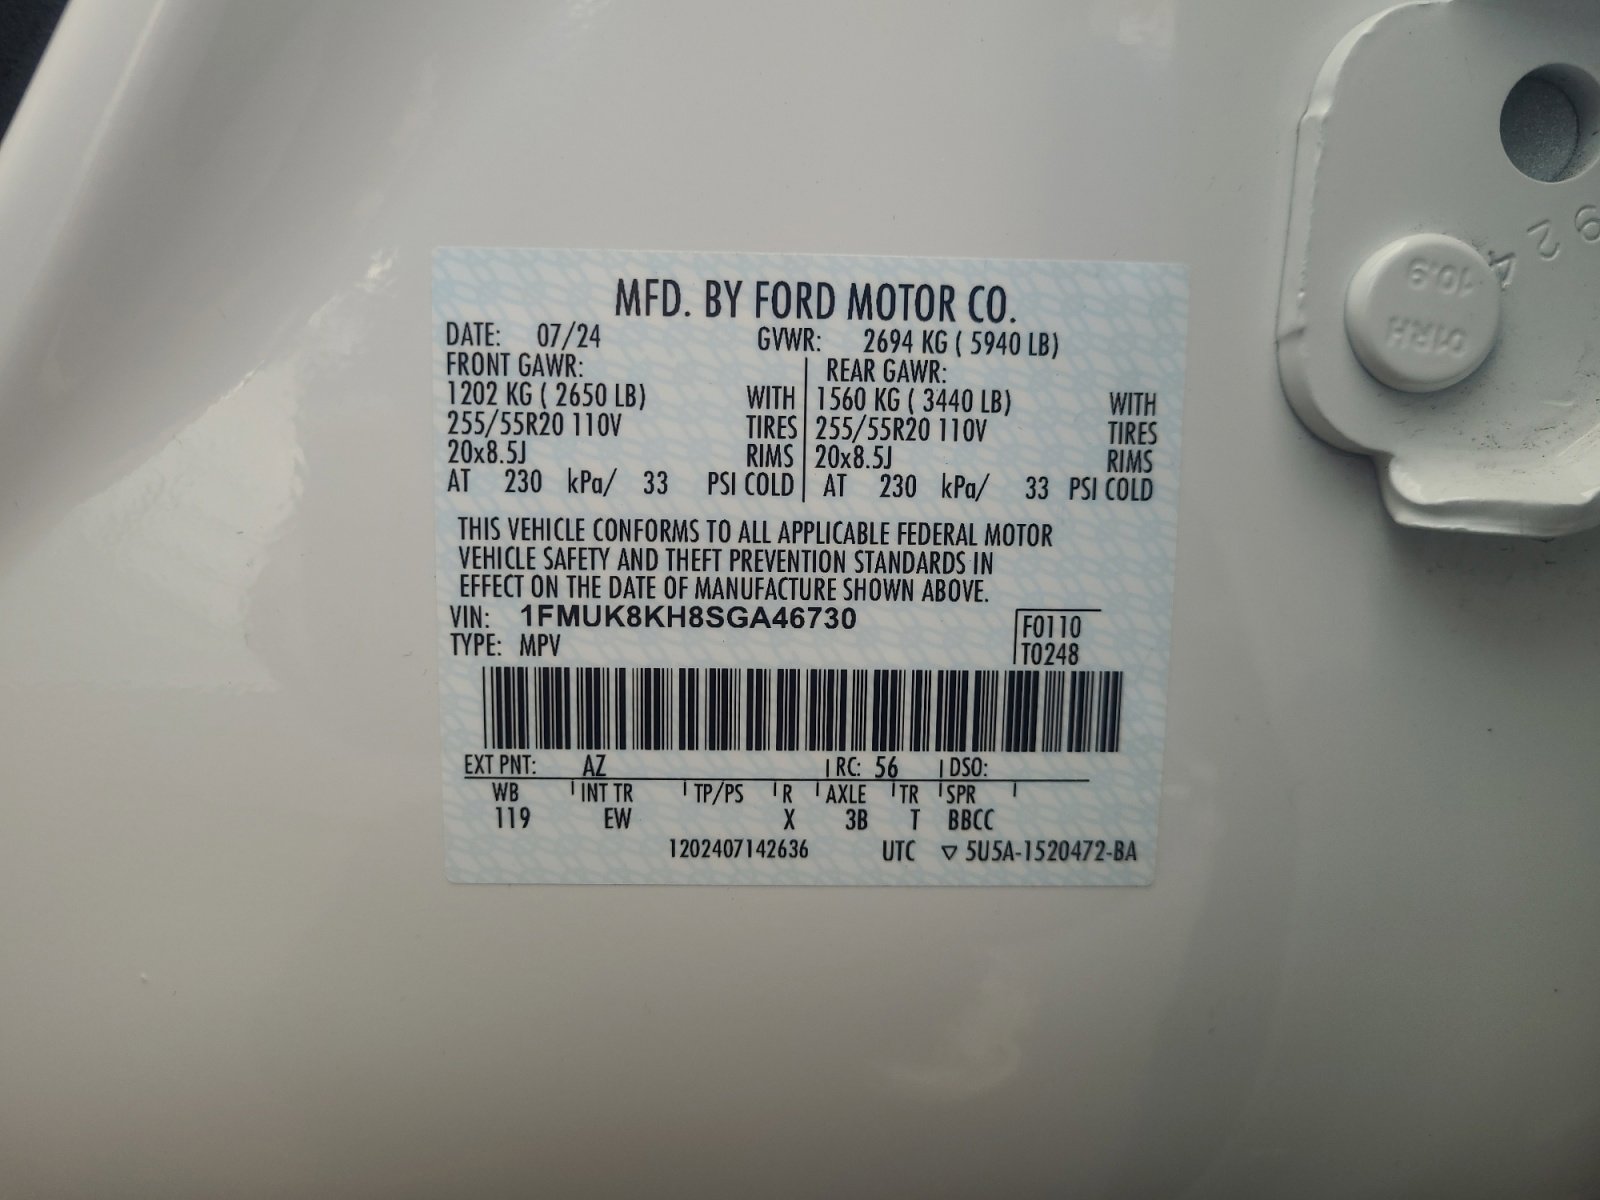 MFD. BY FORD MOTOR CO.
DATE: 07/24 GVWR: 2694 KG ( 5940 LB)
FRONT GAWR: REAR GAWR:
1202 KG ( 2650 LB) WITH 1560 KG ( 3440 LB) WITH
255/55R20 110V TIRES 255/55R20 110V TIRES
20x8.5J RIMS 20x8.5J RIMS
AT 230 kPa/ 33 PSI COLD AT 230 kPa/ 33 PSI COLD
THIS VEHICLE CONFORMS TO ALL APPLICABLE FEDERAL MOTOR
VEHICLE SAFETY AND THEFT PREVENTION STANDARDS IN
EFFECT ON THE DATE OF MANUFACTURE SHOWN ABOVE.
VIN: 1FMUK8KH8SGA46730 F0110
TYPE: MPV T0248
EXT PNT: AZ RC: 56 DSO:
WB INT TR TP/PS R AXLE TR SPR
119 EW X 3B T BBCC
1202407142636 UTC ▽ 5U5A-1520472-BA
10.9
D1RH